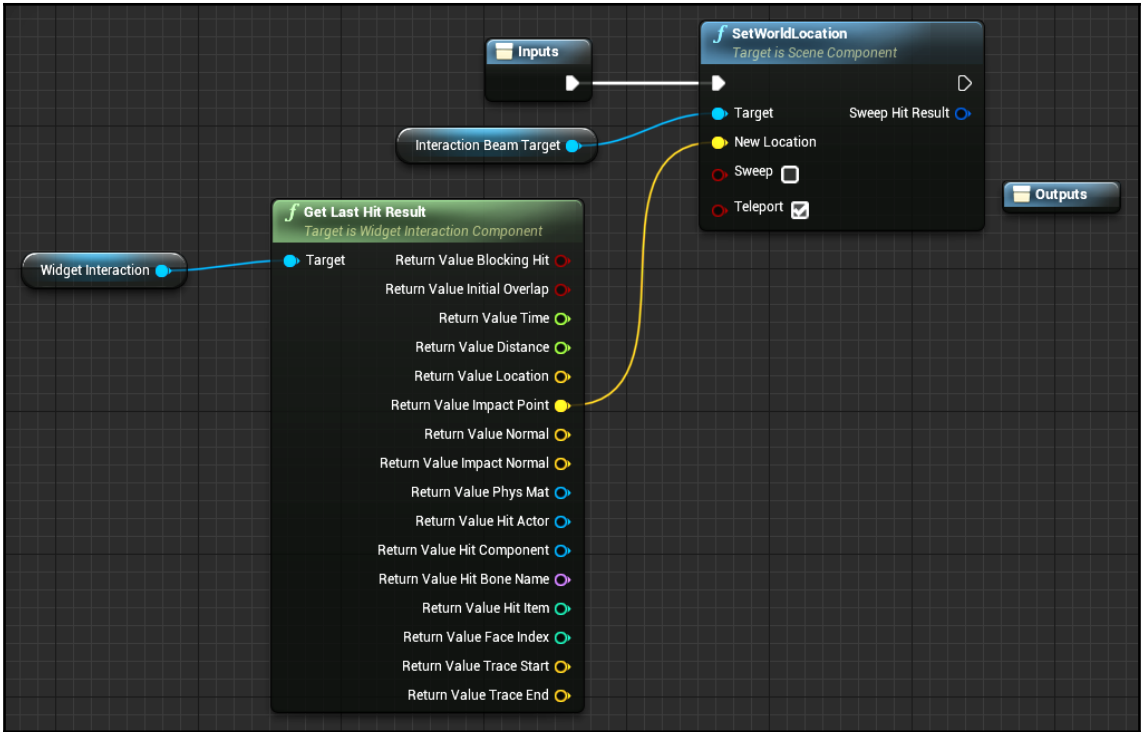 Inputs
SetWorldLocation
Target is Scene Component
Target
Sweep Hit Result
New Location
Sweep
Teleport
Interaction Beam Target
Outputs
Get Last Hit Result
Target is Widget Interaction Component
Widget Interaction
Target
Return Value Blocking Hit
Return Value Initial Overlap
Return Value Time
Return Value Distance
Return Value Location
Return Value Impact Point
Return Value Normal
Return Value Impact Normal
Return Value Phys Mat
Return Value Hit Actor
Return Value Hit Component
Return Value Hit Bone Name
Return Value Hit Item
Return Value Face Index
Return Value Trace Start
Return Value Trace End